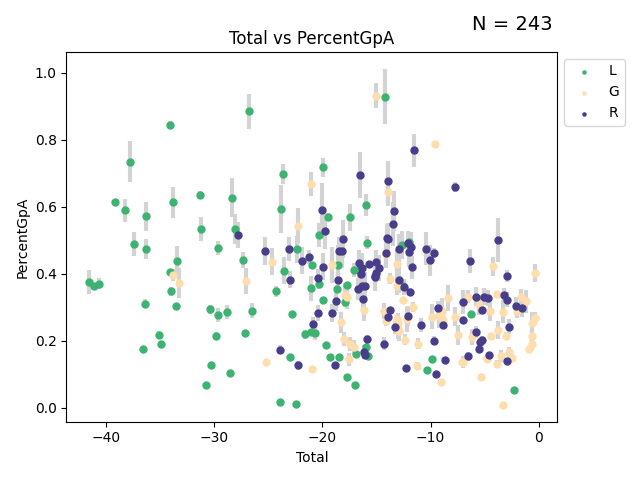 N = 243
Total vs PercentGpA
1.0
0.8
0.6
0.4
0.2
0.0
PercentGpA
−40
−30
−20
−10
0
Total
L
G
R